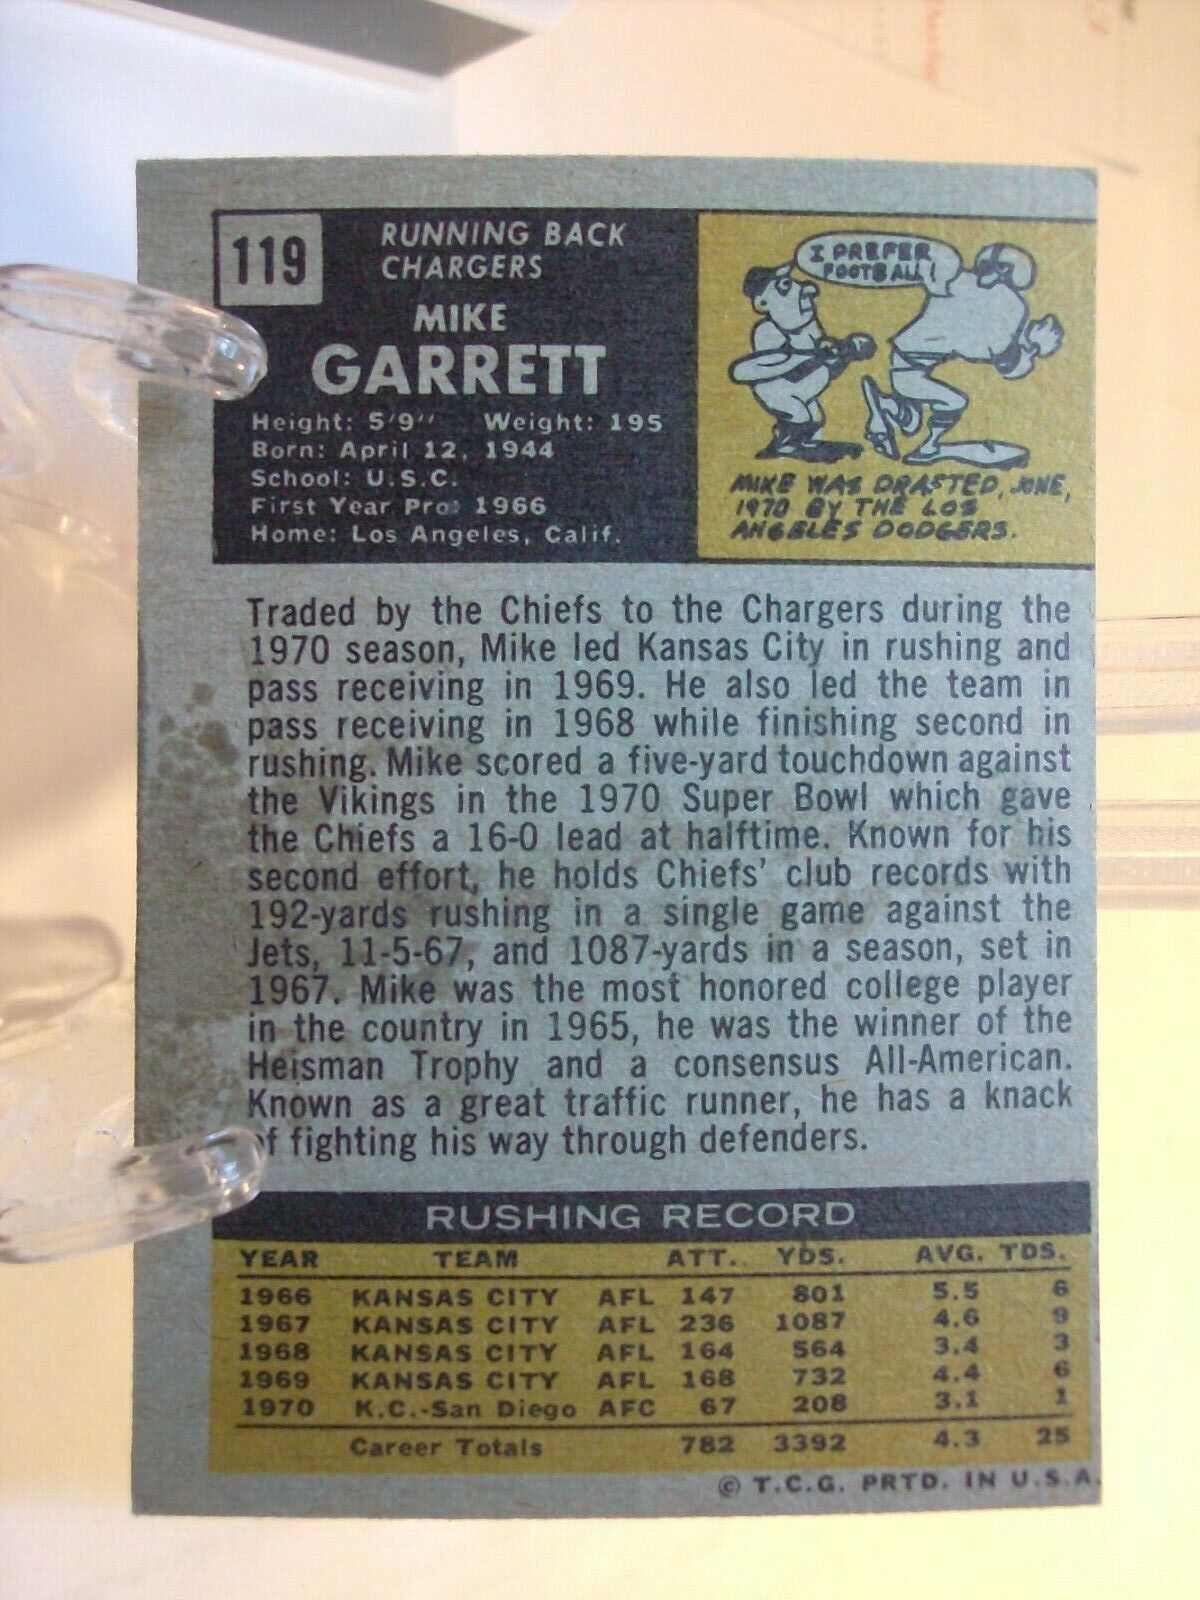 119
RUNNING BACK
CHARGERS
MIKE
GARRETT
Height: 5'9" Weight: 195
Born: April 12, 1944
School: U.S.C.
First Year Pro: 1966
Home: Los Angeles, Calif.
I PREFER
FOOTBALL!
MIKE WAS DRAFTED, JUNE,
1970 BY THE LOS
ANGELES DODGERS.
Traded by the Chiefs to the Chargers during the
1970 season, Mike led Kansas City in rushing and
pass receiving in 1969. He also led the team in
pass receiving in 1968 while finishing second in
rushing. Mike scored a five-yard touchdown against
the Vikings in the 1970 Super Bowl which gave
the Chiefs a 16-0 lead at halftime. Known for his
second effort, he holds Chiefs' club records with
192-yards rushing in a single game against the
Jets, 11-5-67, and 1087-yards in a season, set in
1967. Mike was the most honored college player
in the country in 1965, he was the winner of the
Heisman Trophy and a consensus All-American.
Known as a great traffic runner, he has a knack
of fighting his way through defenders.
RUSHING RECORD
YEAR TEAM ATT. YDS. AVG. TDS.
1966 KANSAS CITY AFL 147 801 5.5 6
1967 KANSAS CITY AFL 236 1087 4.6 9
1968 KANSAS CITY AFL 164 564 3.4 3
1969 KANSAS CITY AFL 168 732 4.4 6
1970 K.C.-San Diego AFC 67 208 3.1 1
Career Totals 782 3392 4.3 25
© T.C.G. PRTD. IN U.S.A.